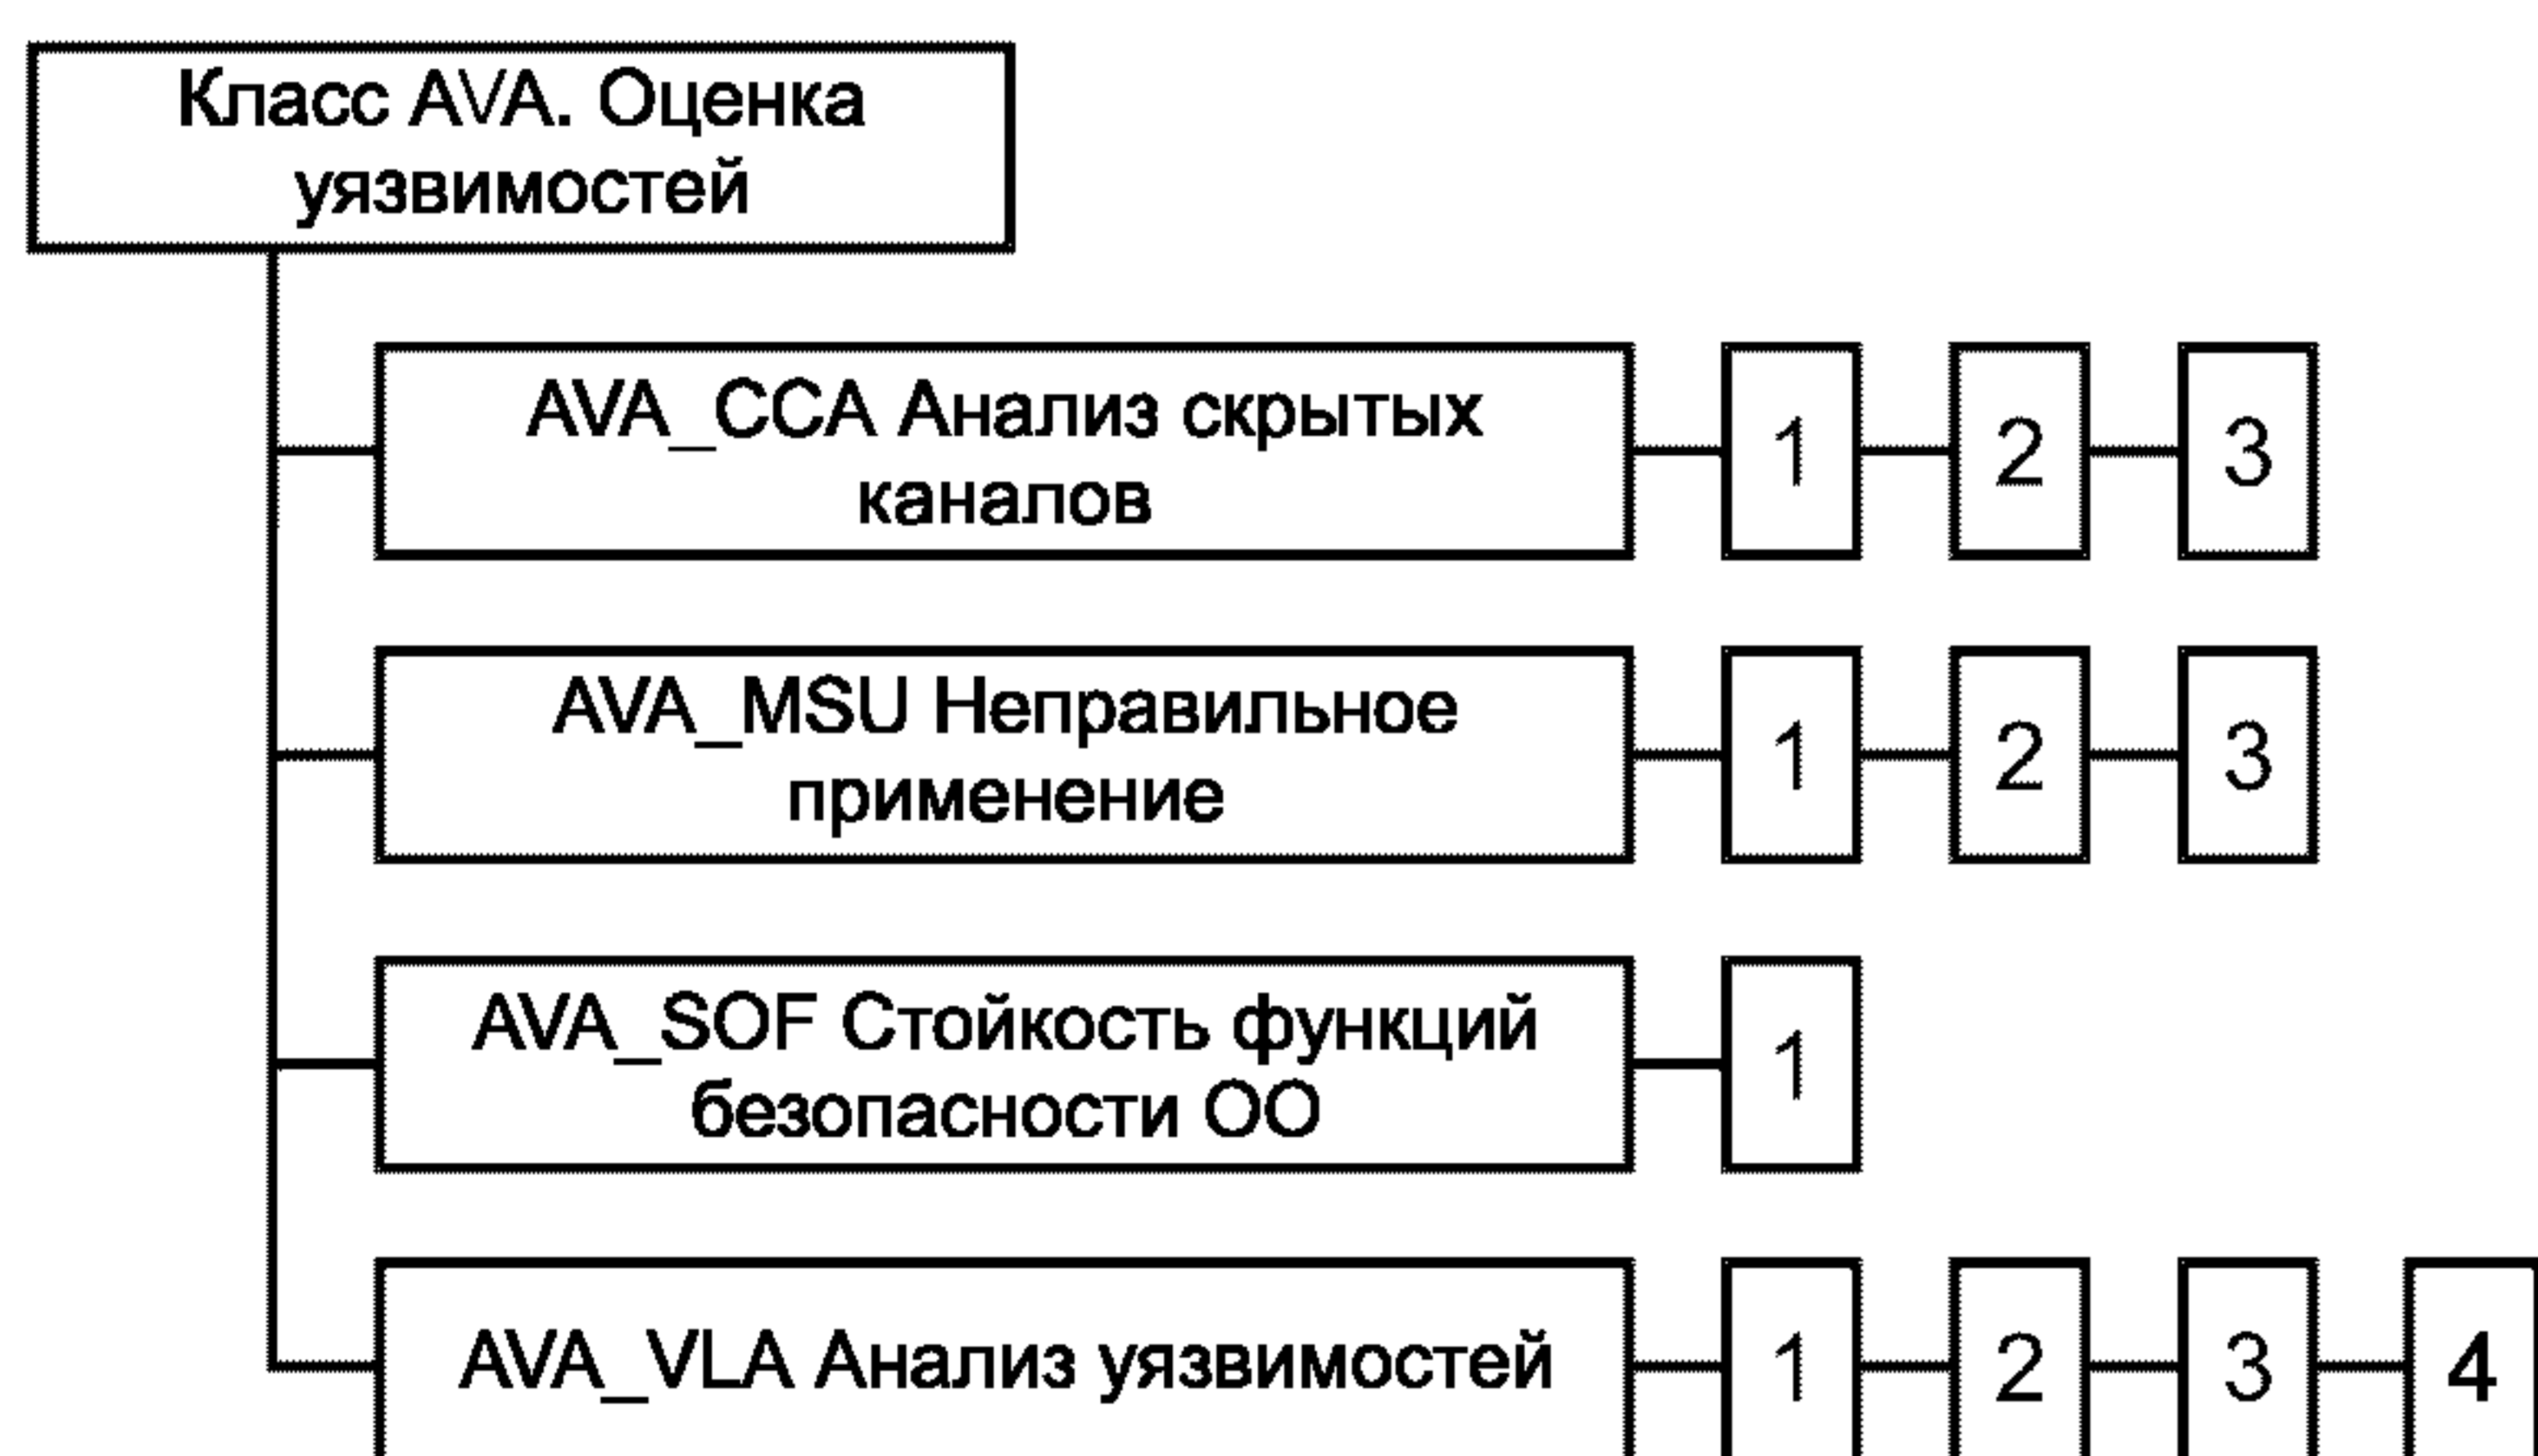 Класс AVA. Оценка
уязвимостей
AVA_CCA Анализ скрытых
каналов
1 2 3
AVA_MSU Неправильное
применение
1 2 3
AVA_SOF Стойкость функций
безопасности ОО
1
AVA_VLA Анализ уязвимостей
1 2 3 4